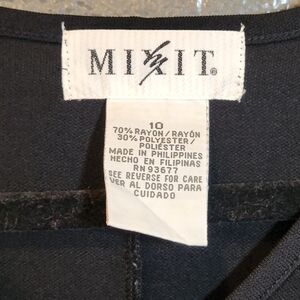 MIXIT®
10
70% RAYON/RAYÓN
30% POLYESTER/
POLIÉSTER
MADE IN PHILIPPINES
HECHO EN FILIPINAS
RN 93677
SEE REVERSE FOR CARE
VER AL DORSO PARA
CUIDADO